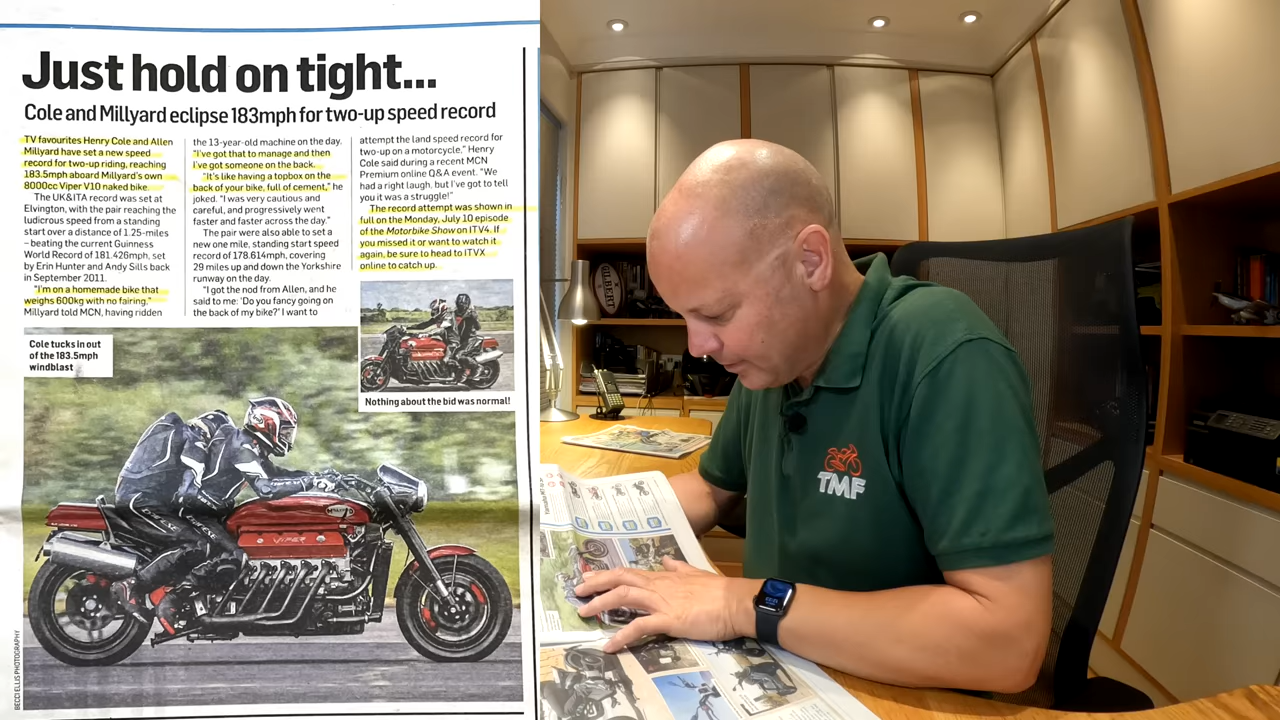 Just hold on tight...
Cole and Millyard eclipse 183mph for two-up speed record
TV favourites Henry Cole and Allen
Millyard have set a new speed
record for two-up riding, reaching
183.5mph aboard Millyard's own
8000cc Viper V10 naked bike.
The UK&ITA record was set at
Elvington, with the pair reaching the
ludicrous speed from a standing
start over a distance of 1.25-miles
– beating the current Guinness
World Record of 181.426mph, set
by Erin Hunter and Andy Sills back
in September 2011.
"I'm on a homemade bike that
weighs 600kg with no fairing,"
Millyard told MCN, having ridden
the 13-year-old machine on the day.
"I've got that to manage and then
I've got someone on the back.
"It's like having a topbox on the
back of your bike, full of cement," he
joked. "I was very cautious and
careful, and progressively went
faster and faster across the day."
The pair were also able to set a
new one mile, standing start speed
record of 178.614mph, covering
29 miles up and down the Yorkshire
runway on the day.
"I got the nod from Allen, and he
said to me: 'Do you fancy going on
the back of my bike?' I want to
attempt the land speed record for
two-up on a motorcycle." Henry
Cole said during a recent MCN
Premium online Q&A event. "We
had a right laugh, but I've got to tell
you it was a struggle!"
The record attempt was shown in
full on the Monday, July 10 episode
of the Motorbike Show on ITV4. If
you missed it or want to watch it
again, be sure to head to ITVX
online to catch up.
Cole tucks in out
of the 183.5mph
windblast
Nothing about the bid was normal!
VIPER
BECCI ELLIS PHOTOGRAPHY
GILBERT
TMF